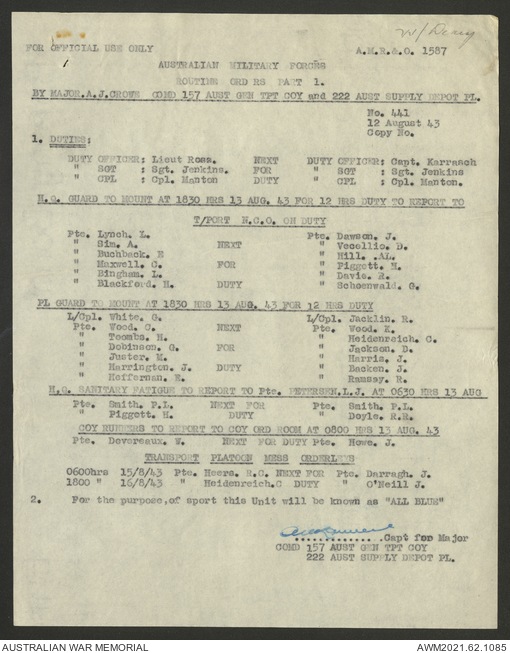 FOR OFFICIAL USE ONLY
A.M.R.&.O. 1587
AUSTRALIAN MILITARY FORCES
ROUTINE ORD RS PART 1.
BY MAJOR A.J.CROWE COMD 157 AUST GEN TPT COY and 222 AUST SUPPLY DEPOT PL.
No. 441
12 August 43
Copy No.
1. DUTIES;
DUTY OFFICER; Lieut Ross. NEXT DUTY OFFICER; Capt. Karrasch
" SGT ; Sgt. Jenkins. FOR " SGT ; Sgt. Jenkins
" CPL ; Cpl. Manton DUTY " CPL ; Cpl. Manton.
H.Q. GUARD TO MOUNT AT 1830 HRS 13 AUG. 43 FOR 12 HRS DUTY TO REPORT TO
T/PORT N.C.O. ON DUTY
Pte. Lynch. L. Pte. Dawson. J.
" Sim. A. NEXT " Vecellio. D.
" Buchback. E " Hill. .AL.
" Maxwell. C. FOR " Piggett. H.
" Bingham. L. " Davis. R.
" Blackford. H. DUTY " Schoenwald. G.
PL GUARD TO MOUNT AT 1830 HRS 13 AUG. 43 FOR 12 HRS DUTY
L/Cpl. White. G. L/Cpl. Jacklin. R.
Pte. Wood. C. NEXT Pte. Wood. K.
" Toombs. H. " Heidenreich. C.
" Dobinson. G. FOR " Jackson. D.
" Juster. M. " Harris. J.
" Harrington. J. DUTY " Backen. J.
" Heffernan. E. " Ramsay. R.
H.Q. SANITARY FATIGUE TO REPORT TO Pte. PETERSEN.L.J. AT 0630 HRS 13 AUG
Pte. Smith. P.L. NEXT FOR Pte. Smith. P.L.
" Piggett. H. DUTY " Doyle. R.R.
COY RUNNERS TO REPORT TO COY ORD ROOM AT 0800 HRS 13 AUG. 43
Pte. Devereaux. W. NEXT FOR DUTY Pte. Howe. J.
TRANSPORT PLATOON MESS ORDERLIES
0600hrs 15/8/43 Pte. Heers. R.C. NEXT FOR Pte. Darragh. J.
1800 " 16/8/43 " Heidenreich.C DUTY " O'Neill J.
2. For the purpose,of sport this Unit will be known as "ALL BLUE"
...............Capt for Major
COMD 157 AUST GEN TPT COY
222 AUST SUPPLY DEPOT PL.
AUSTRALIAN WAR MEMORIAL
AWM2021.62.1085